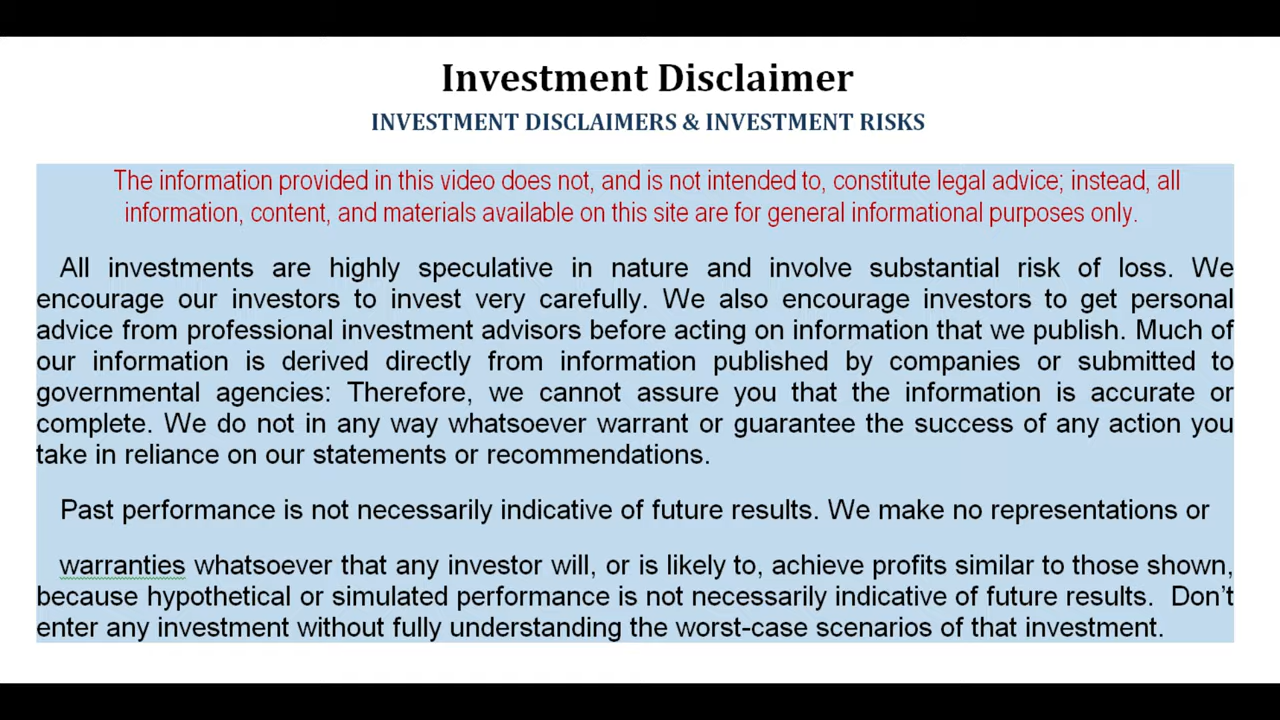 Investment Disclaimer
INVESTMENT DISCLAIMERS & INVESTMENT RISKS
The information provided in this video does not, and is not intended to, constitute legal advice; instead, all
information, content, and materials available on this site are for general informational purposes only.
All investments are highly speculative in nature and involve substantial risk of loss. We
encourage our investors to invest very carefully. We also encourage investors to get personal
advice from professional investment advisors before acting on information that we publish. Much of
our information is derived directly from information published by companies or submitted to
governmental agencies: Therefore, we cannot assure you that the information is accurate or
complete. We do not in any way whatsoever warrant or guarantee the success of any action you
take in reliance on our statements or recommendations.
Past performance is not necessarily indicative of future results. We make no representations or
warranties whatsoever that any investor will, or is likely to, achieve profits similar to those shown,
because hypothetical or simulated performance is not necessarily indicative of future results. Don’t
enter any investment without fully understanding the worst-case scenarios of that investment.